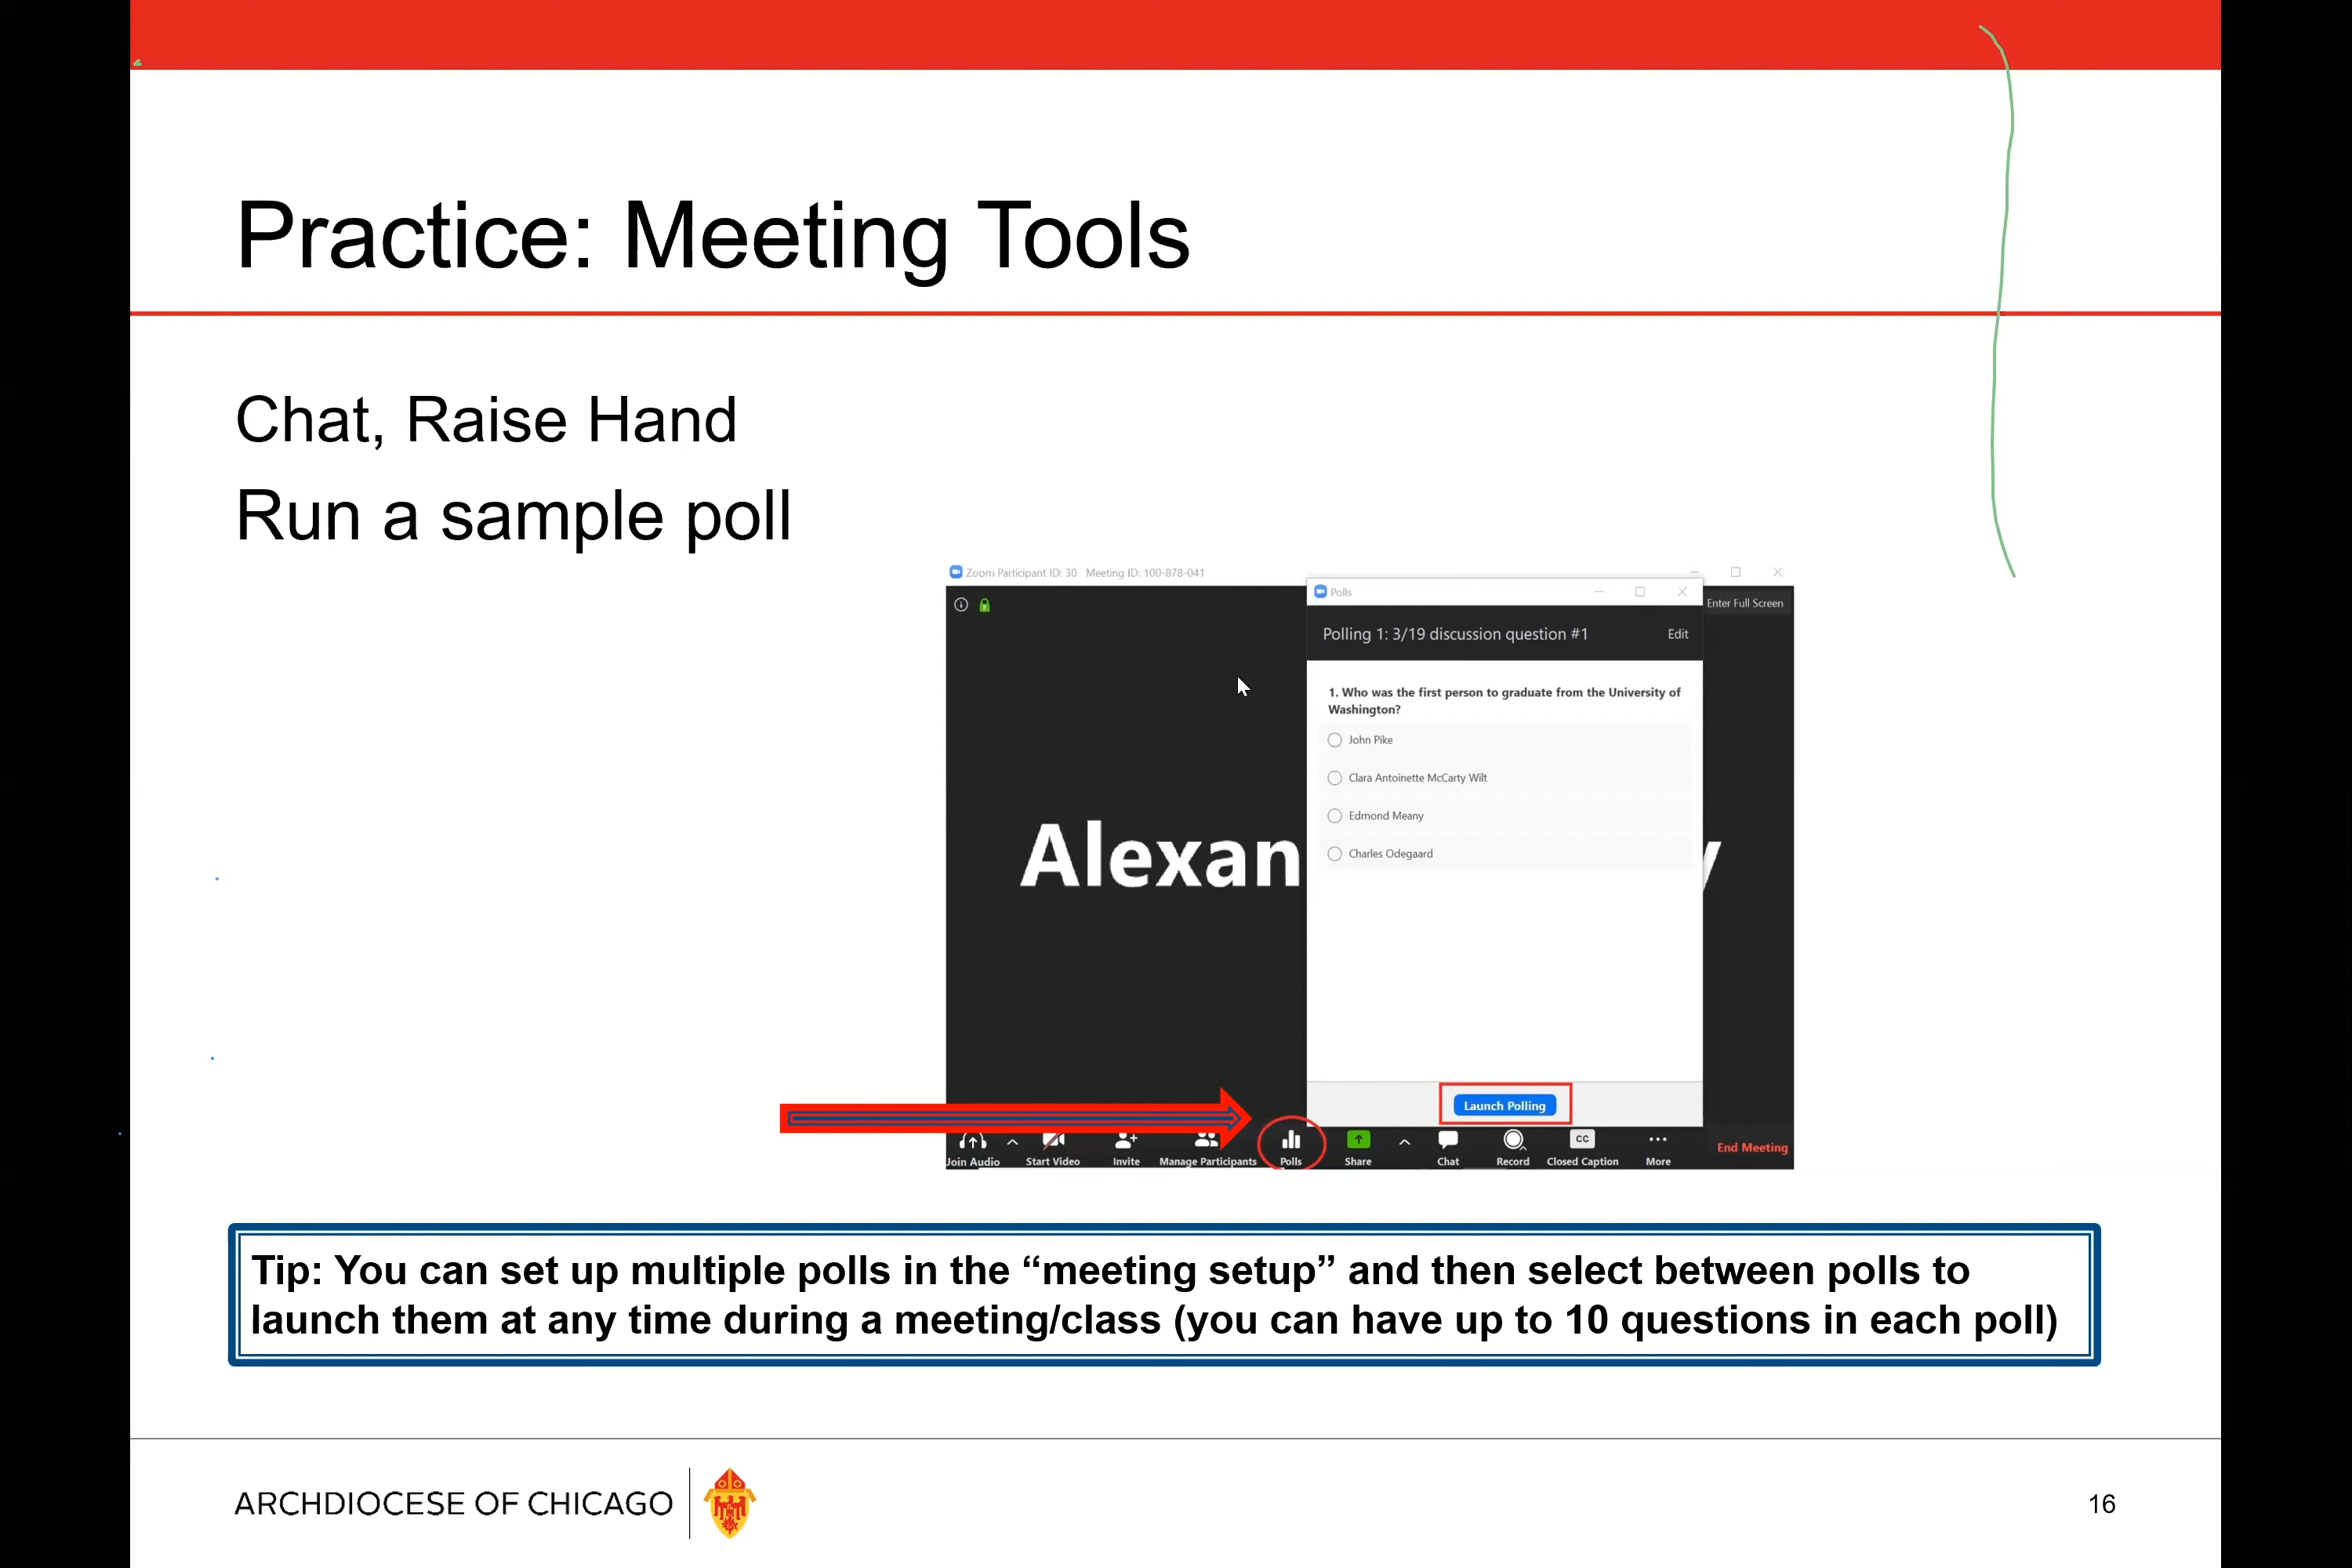 Practice: Meeting Tools
Chat, Raise Hand
Run a sample poll
Zoom Participant ID: 30 Meeting ID: 100-878-041
Polls
Enter Full Screen
Polling 1: 3/19 discussion question #1 Edit
1. Who was the first person to graduate from the University of
Washington?
John Pike
Clara Antoinette McCarty Wilt
Edmond Meany
Charles Odegaard
Alexan
y
Launch Polling
Join Audio Start Video Invite Manage Participants Polls Share Chat Record CC Closed Caption More End Meeting
Tip: You can set up multiple polls in the “meeting setup” and then select between polls to
launch them at any time during a meeting/class (you can have up to 10 questions in each poll)
ARCHDIOCESE OF CHICAGO
16